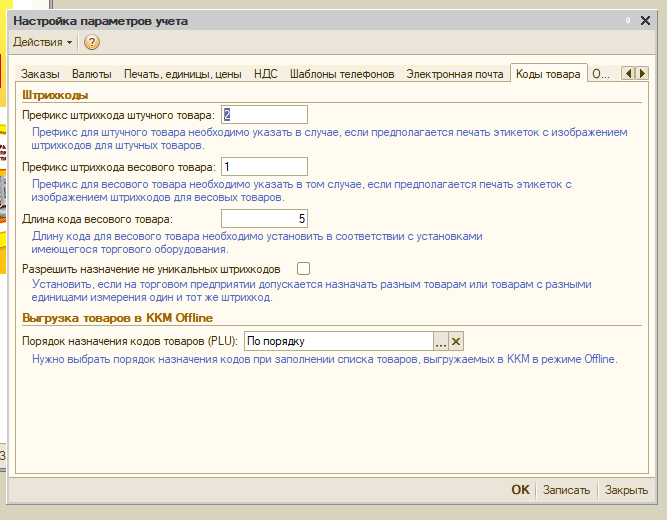 Настройка параметров учета
Действия
Заказы Валюты Печать, единицы, цены НДС Шаблоны телефонов Электронная почта Коды товара О...
Штрихкоды
Префикс штрихкода штучного товара: 2
Префикс для штучного товара необходимо указать в случае, если предполагается печать этикеток с изображением
штрихкодов для штучных товаров.
Префикс штрихкода весового товара: 1
Префикс для весового товара необходимо указать в том случае, если предполагается печать этикеток с
изображением штрихкодов для весовых товаров.
Длина кода весового товара: 5
Длину кода для весового товара необходимо установить в соответствии с установками
имеющегося торгового оборудования.
Разрешить назначение не уникальных штрихкодов
Установить, если на торговом предприятии допускается назначать разным товарам или товарам с разными
единицами измерения один и тот же штрихкод.
Выгрузка товаров в ККМ Offline
Порядок назначения кодов товаров (PLU): По порядку ...
Нужно выбрать порядок назначения кодов при заполнении списка товаров, выгружаемых в ККМ в режиме Offline.
OK Записать Закрыть